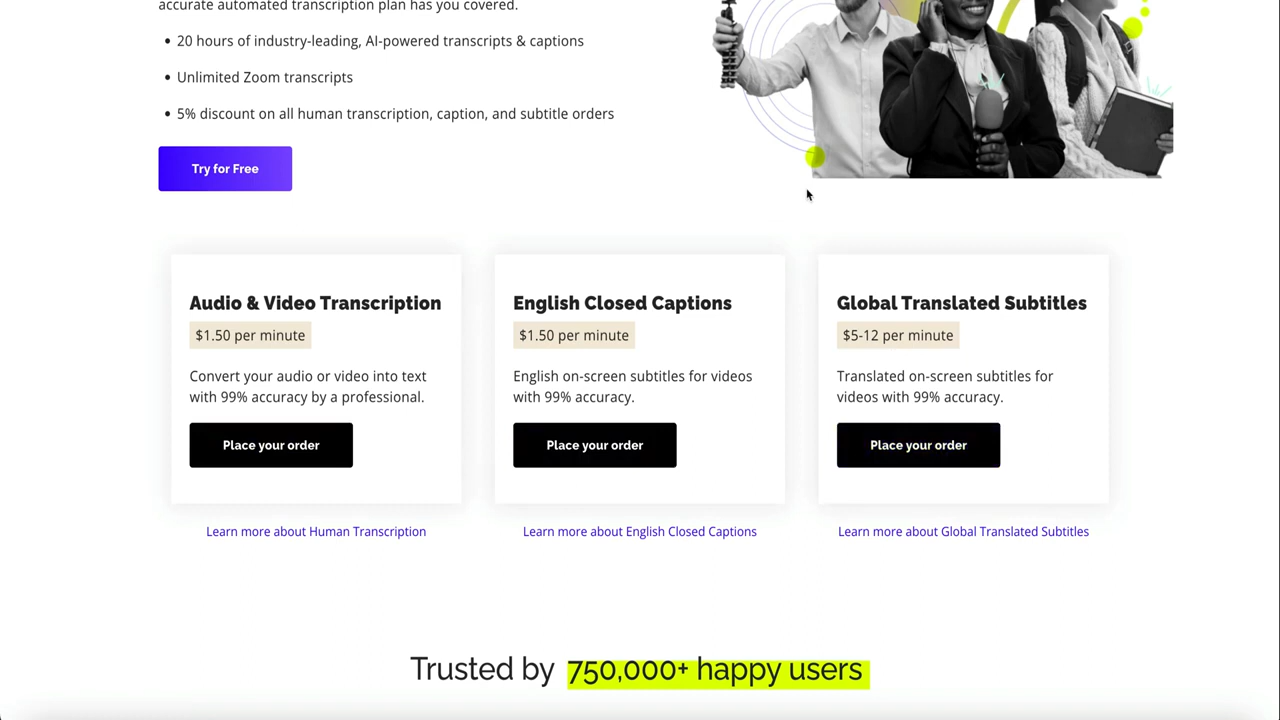 accurate automated transcription plan has you covered.
• 20 hours of industry-leading, AI-powered transcripts & captions
• Unlimited Zoom transcripts
• 5% discount on all human transcription, caption, and subtitle orders
Try for Free
Audio & Video Transcription
$1.50 per minute
Convert your audio or video into text
with 99% accuracy by a professional.
Place your order
Learn more about Human Transcription
English Closed Captions
$1.50 per minute
English on-screen subtitles for videos
with 99% accuracy.
Place your order
Learn more about English Closed Captions
Global Translated Subtitles
$5-12 per minute
Translated on-screen subtitles for
videos with 99% accuracy.
Place your order
Learn more about Global Translated Subtitles
Trusted by 750,000+ happy users